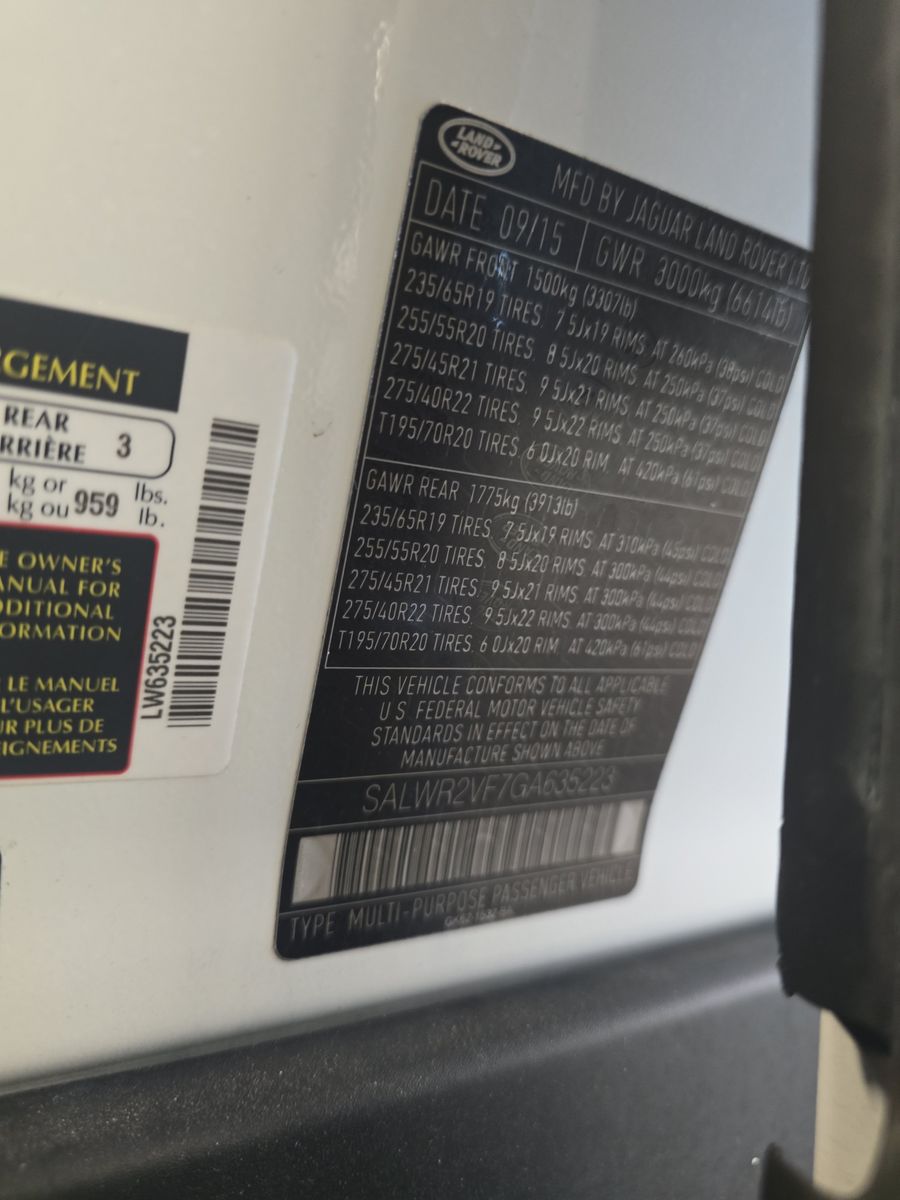 LAND ROVER
MFD BY JAGUAR LAND ROVER LTD
DATE 09/15 GWR 3000kg (6614lb)
GAWR FRONT 1500kg (3307lb)
235/65R19 TIRES, 7 5Jx19 RIMS AT 260kPa (38psi) COLD
255/55R20 TIRES, 8 5Jx20 RIMS AT 250kPa (37psi) COLD
275/45R21 TIRES, 9 5Jx21 RIMS AT 250kPa (37psi) COLD
275/40R22 TIRES, 9 5Jx22 RIMS AT 250kPa (37psi) COLD
T195/70R20 TIRES, 6 0Jx20 RIM AT 420kPa (61psi) COLD
GAWR REAR 1775kg (3913lb)
235/65R19 TIRES, 7 5Jx19 RIMS AT 310kPa (45psi) COLD
255/55R20 TIRES, 8 5Jx20 RIMS AT 300kPa (44psi) COLD
275/45R21 TIRES, 9 5Jx21 RIMS AT 300kPa (44psi) COLD
275/40R22 TIRES, 9 5Jx22 RIMS AT 300kPa (44psi) COLD
T195/70R20 TIRES, 6 0Jx20 RIM AT 420kPa (61psi) COLD
THIS VEHICLE CONFORMS TO ALL APPLICABLE
U S FEDERAL MOTOR VEHICLE SAFETY
STANDARDS IN EFFECT ON THE DATE OF
MANUFACTURE SHOWN ABOVE
SALWR2VF7GA635223
TYPE MULTI-PURPOSE PASSENGER VEHICLE
RGEMENT
REAR
RRIÈRE 3
kg or
kg ou 959 lbs.
lb.
E OWNER'S
ANUAL FOR
DDITIONAL
ORMATION
LE MANUEL
L'USAGER
UR PLUS DE
EIGNEMENTS
LW635223